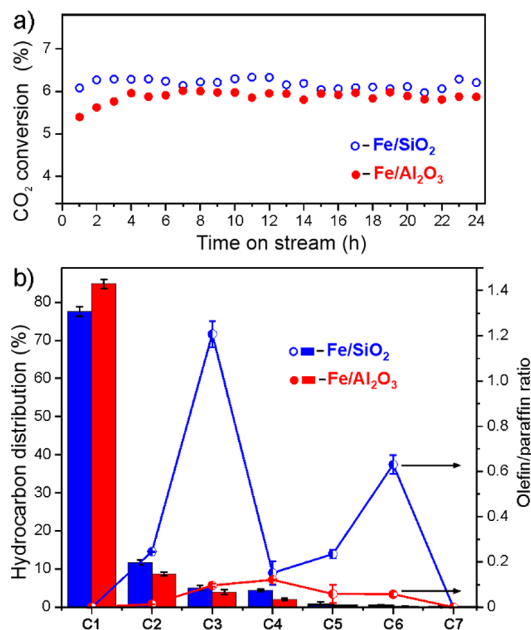 a)
CO2 conversion (%)
7
6
5
4
0 2 4 6 8 10 12 14 16 18 20 22 24
Time on stream (h)
–Fe/SiO2
–Fe/Al2O3
b)
Hydrocarbon distribution (%)
80
70
60
50
40
30
20
10
0
–Fe/SiO2
–Fe/Al2O3
1.4
1.2
1.0
0.8
0.6
0.4
0.2
0
Olefin/paraffin ratio
C1 C2 C3 C4 C5 C6 C7